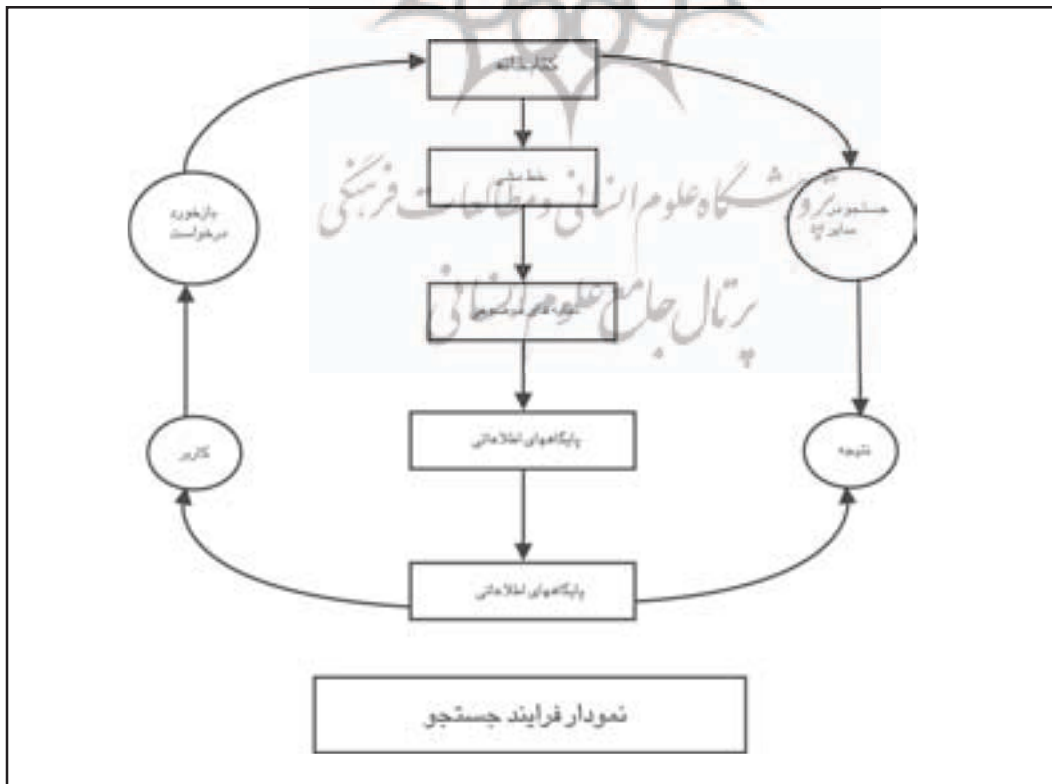 کتابخانه
خط مشی
بازخورد
درخواست
جستجو در
سایر
پژوهشگاه علوم انسانی و مطالعات فرهنگی
پرتال جامع علوم انسانی
پایگاههای اطلاعاتی
کاربر
نتیجه
پایگاههای اطلاعاتی
نمودار فرایند جستجو